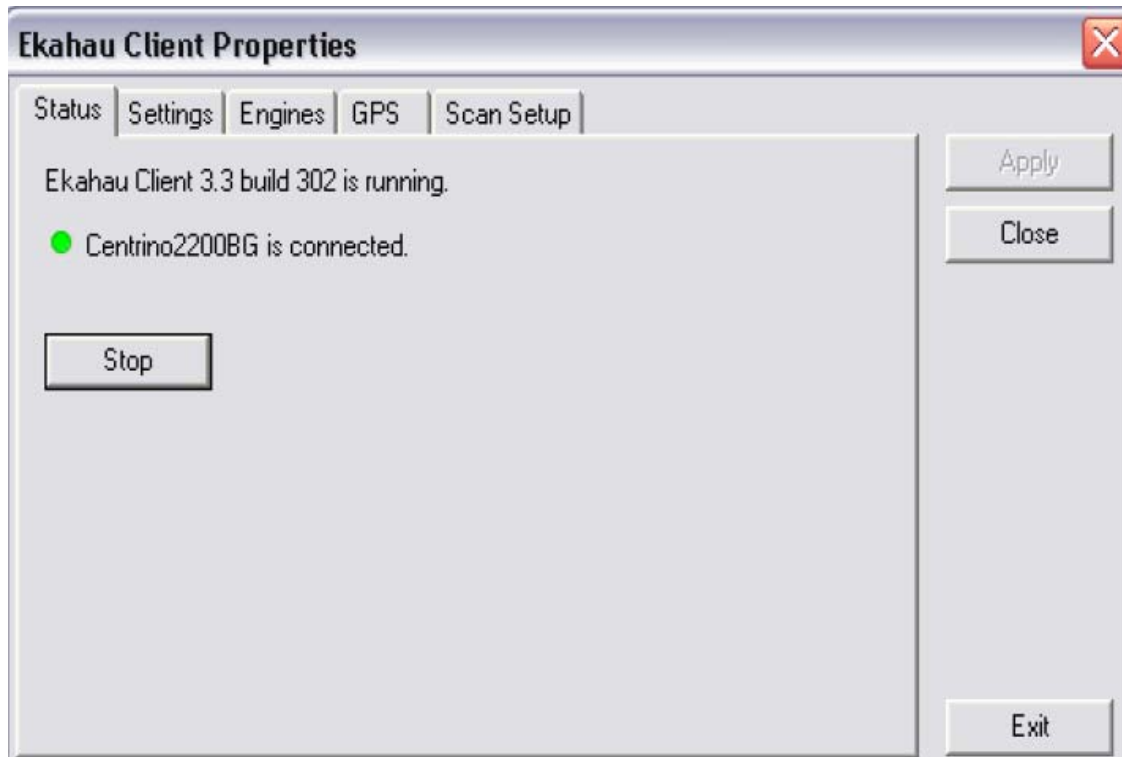 Ekahau Client Properties
Status Settings Engines GPS Scan Setup
Ekahau Client 3.3 build 302 is running.
Apply
Centrino2200BG is connected.
Close
Stop
Exit